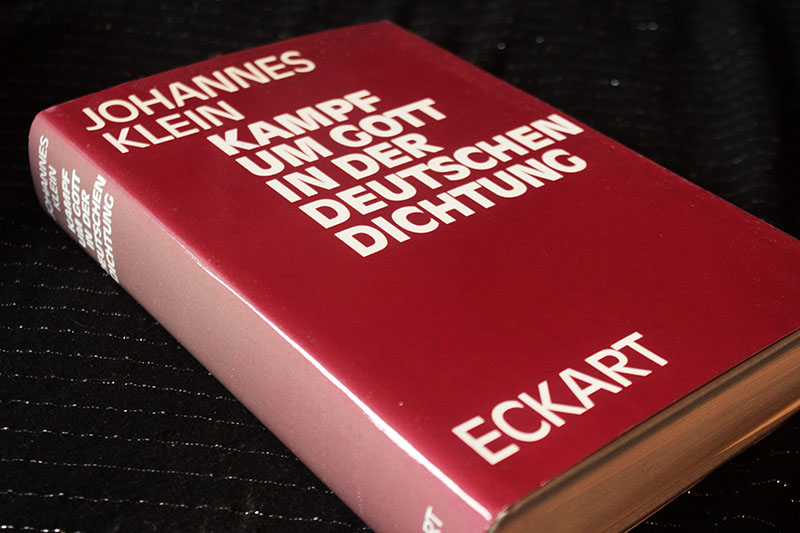 JOHANNES
KLEIN
KAMPF
UM GOTT
IN DER
DEUTSCHEN
DICHTUNG
ECKART
JOHANNES
KLEIN
KAMPF
UM GOTT
IN DER
DEUTSCHEN
DICHTUNG